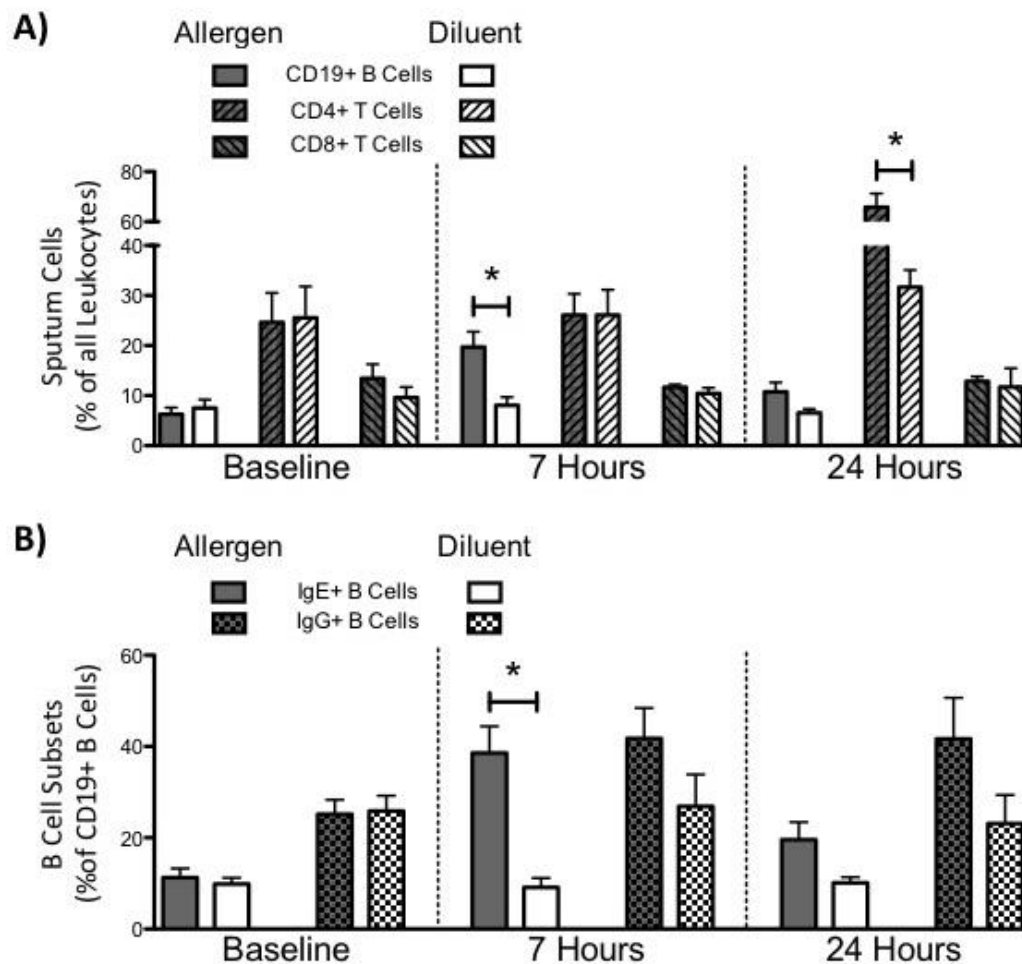 A)
Allergen Diluent
CD19+ B Cells
CD4+ T Cells
CD8+ T Cells
Sputum Cells
(% of all Leukocytes)
80
60
40
30
20
10
0
*
*
Baseline 7 Hours 24 Hours
B)
Allergen Diluent
IgE+ B Cells
IgG+ B Cells
B Cell Subsets
(%of CD19+ B Cells)
60
40
20
0
*
Baseline 7 Hours 24 Hours